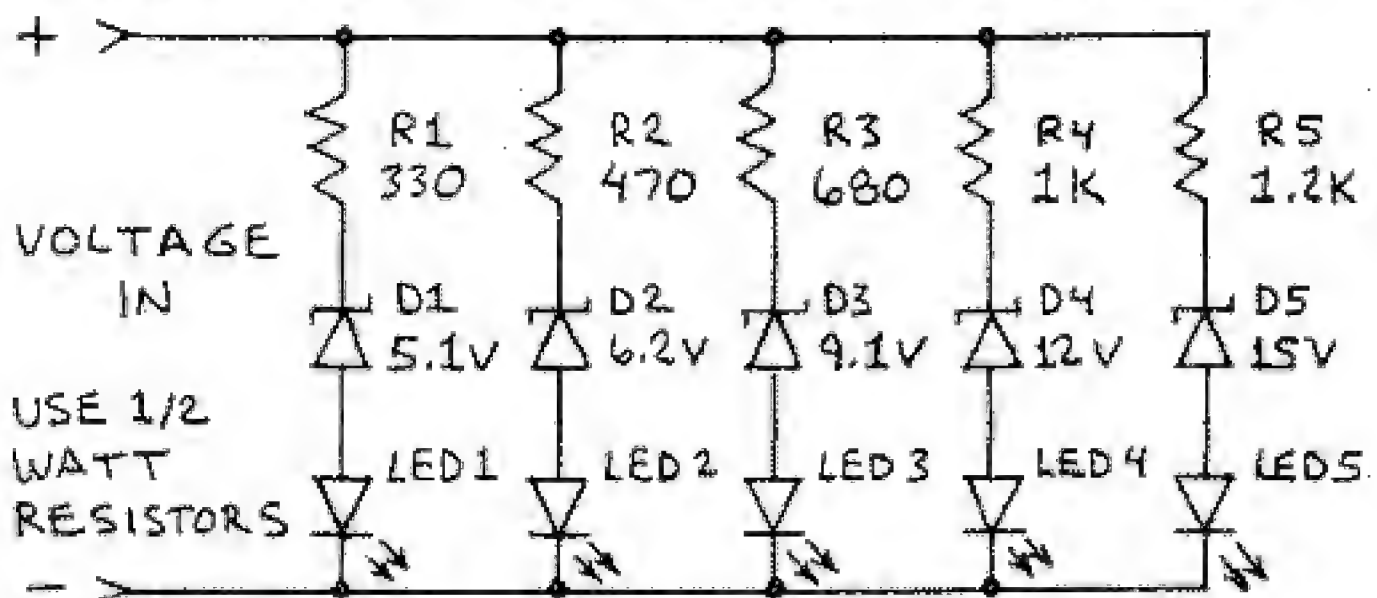 +
R1
330
R2
470
R3
680
R4
1K
R5
1.2K
VOLTAGE
IN
D1
5.1V
D2
6.2V
D3
9.1V
D4
12V
D5
15V
USE 1/2
WATT
RESISTORS
LED1
LED2
LED3
LED4
LED5
-